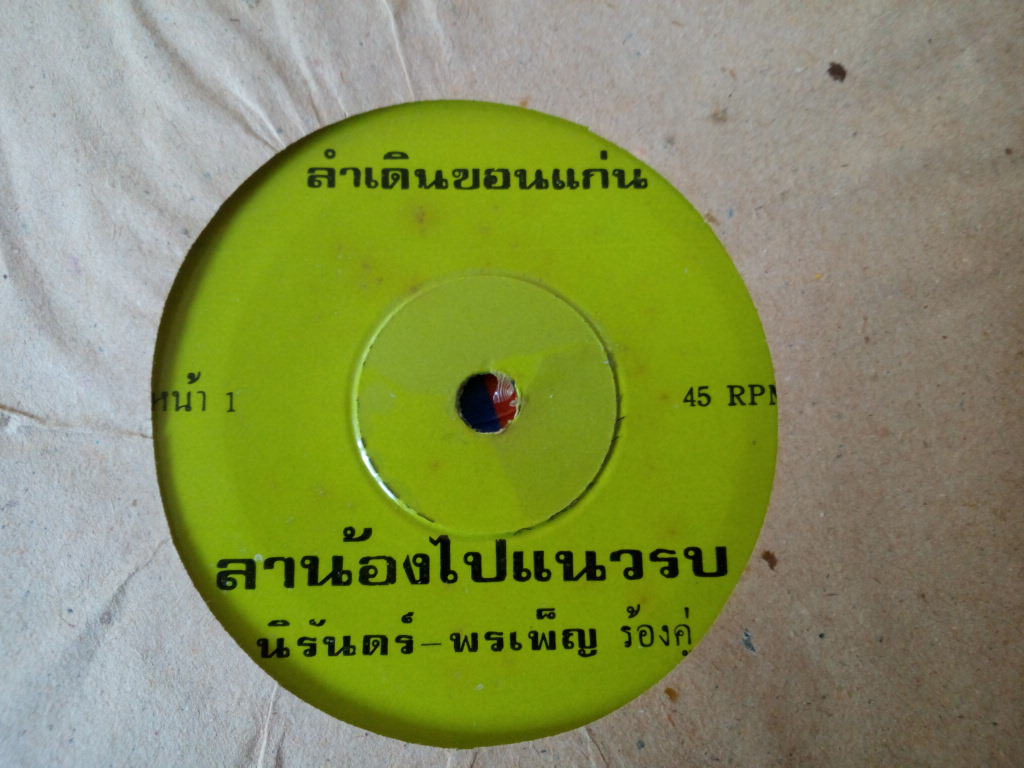 ลำเดินขอนแก่น
หน้า 1
45 RPM
ลาน้องไปแนวรบ
นิรันดร์-พรเพ็ญ ร้องคู่